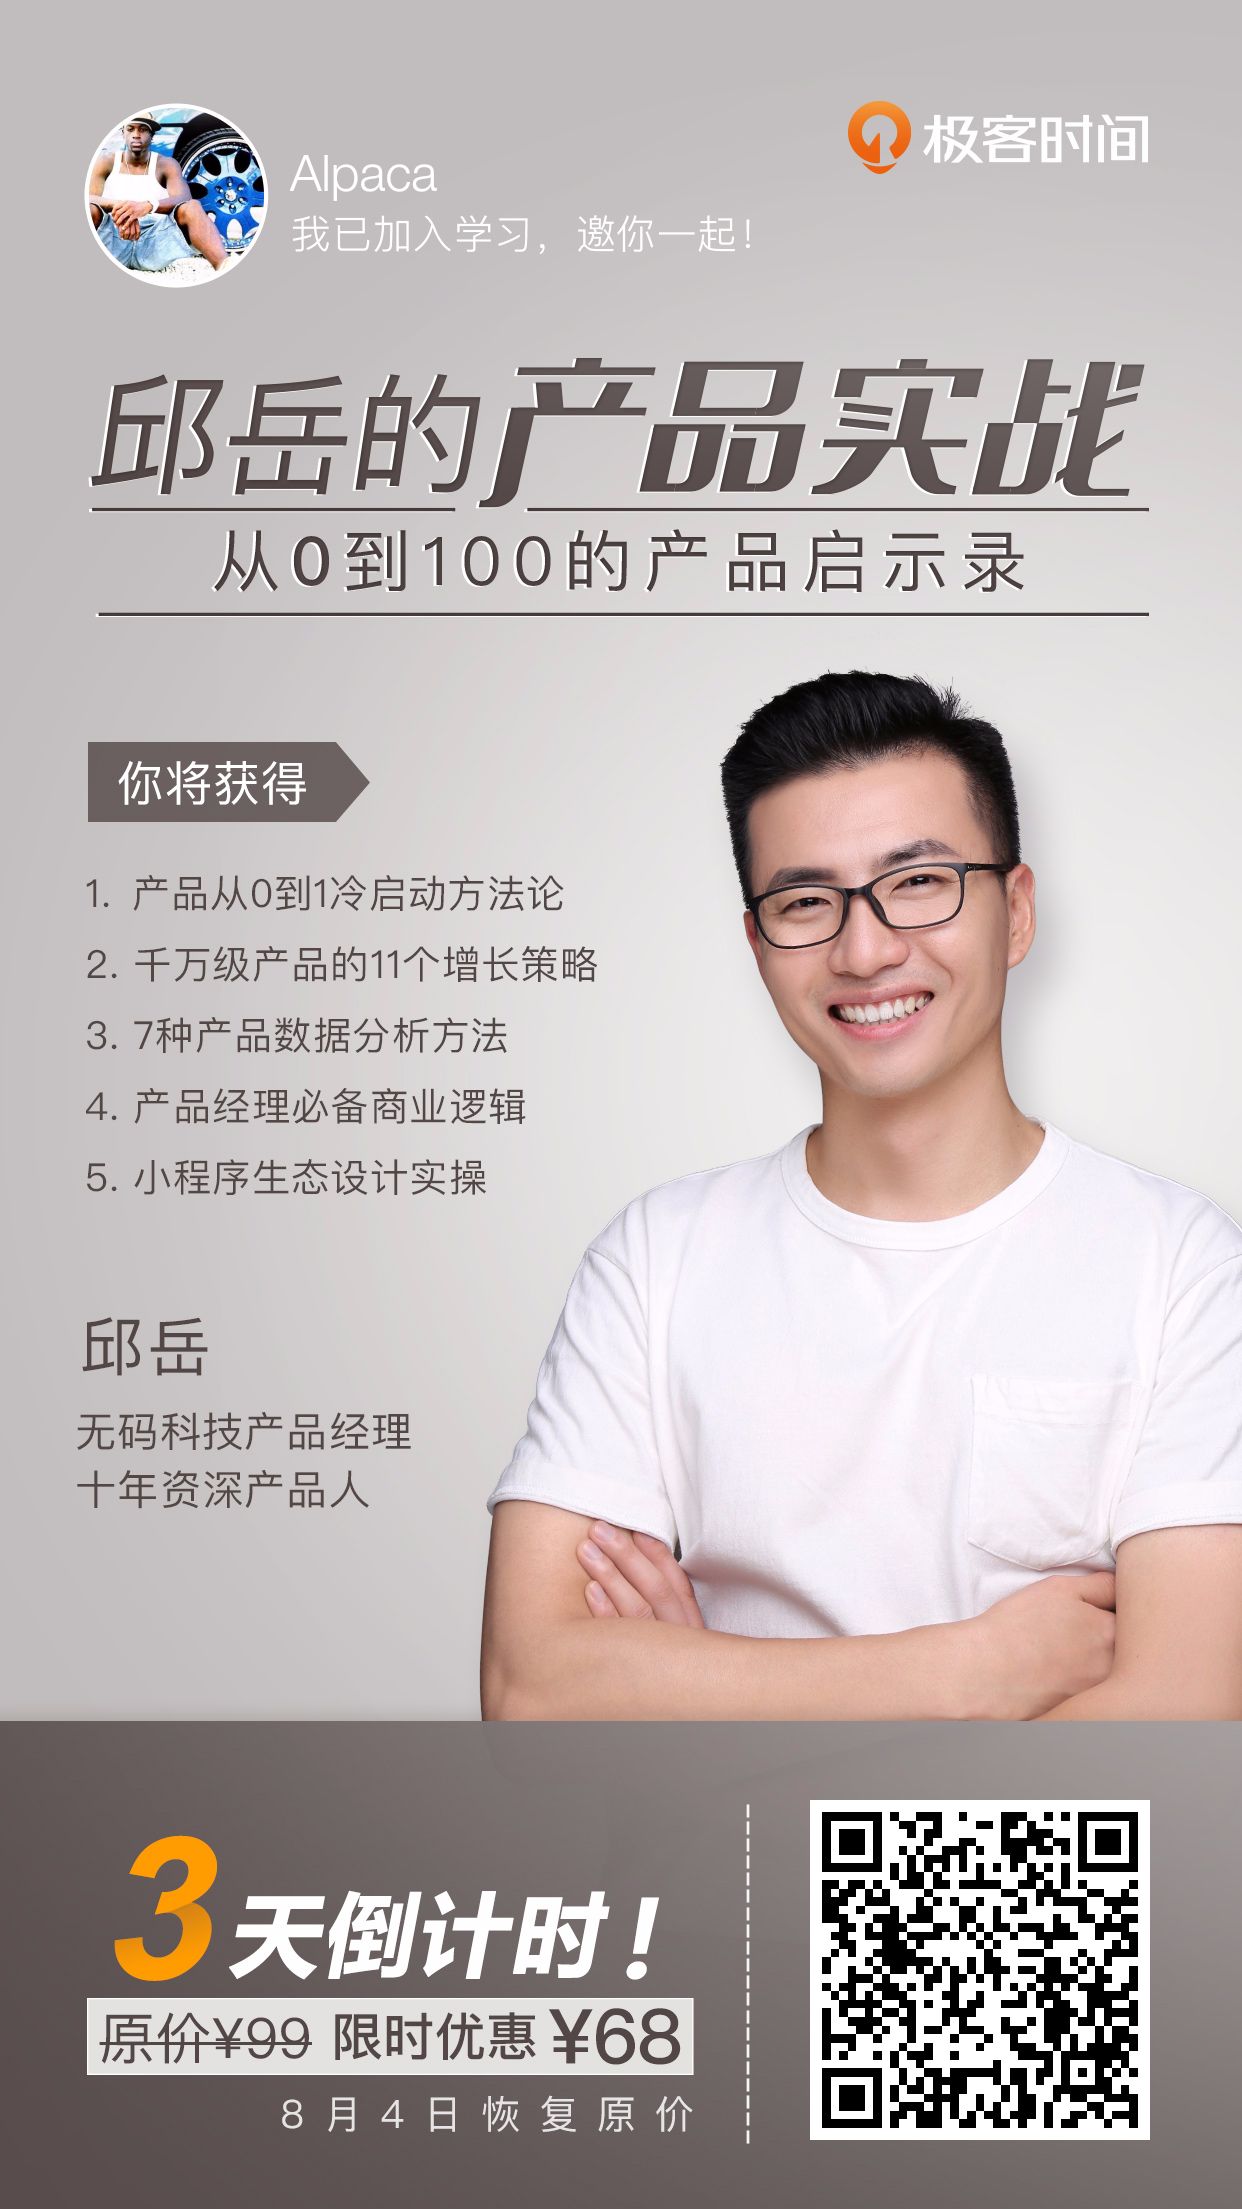 Alpaca
我已加入学习，邀你一起！
极客时间
邱岳的产品实战
从0到100的产品启示录
你将获得
1. 产品从0到1冷启动方法论
2. 千万级产品的11个增长策略
3. 7种产品数据分析方法
4. 产品经理必备商业逻辑
5. 小程序生态设计实操
邱岳
无码科技产品经理
十年资深产品人
3天倒计时！
原价¥99 限时优惠¥68
8月4日恢复原价